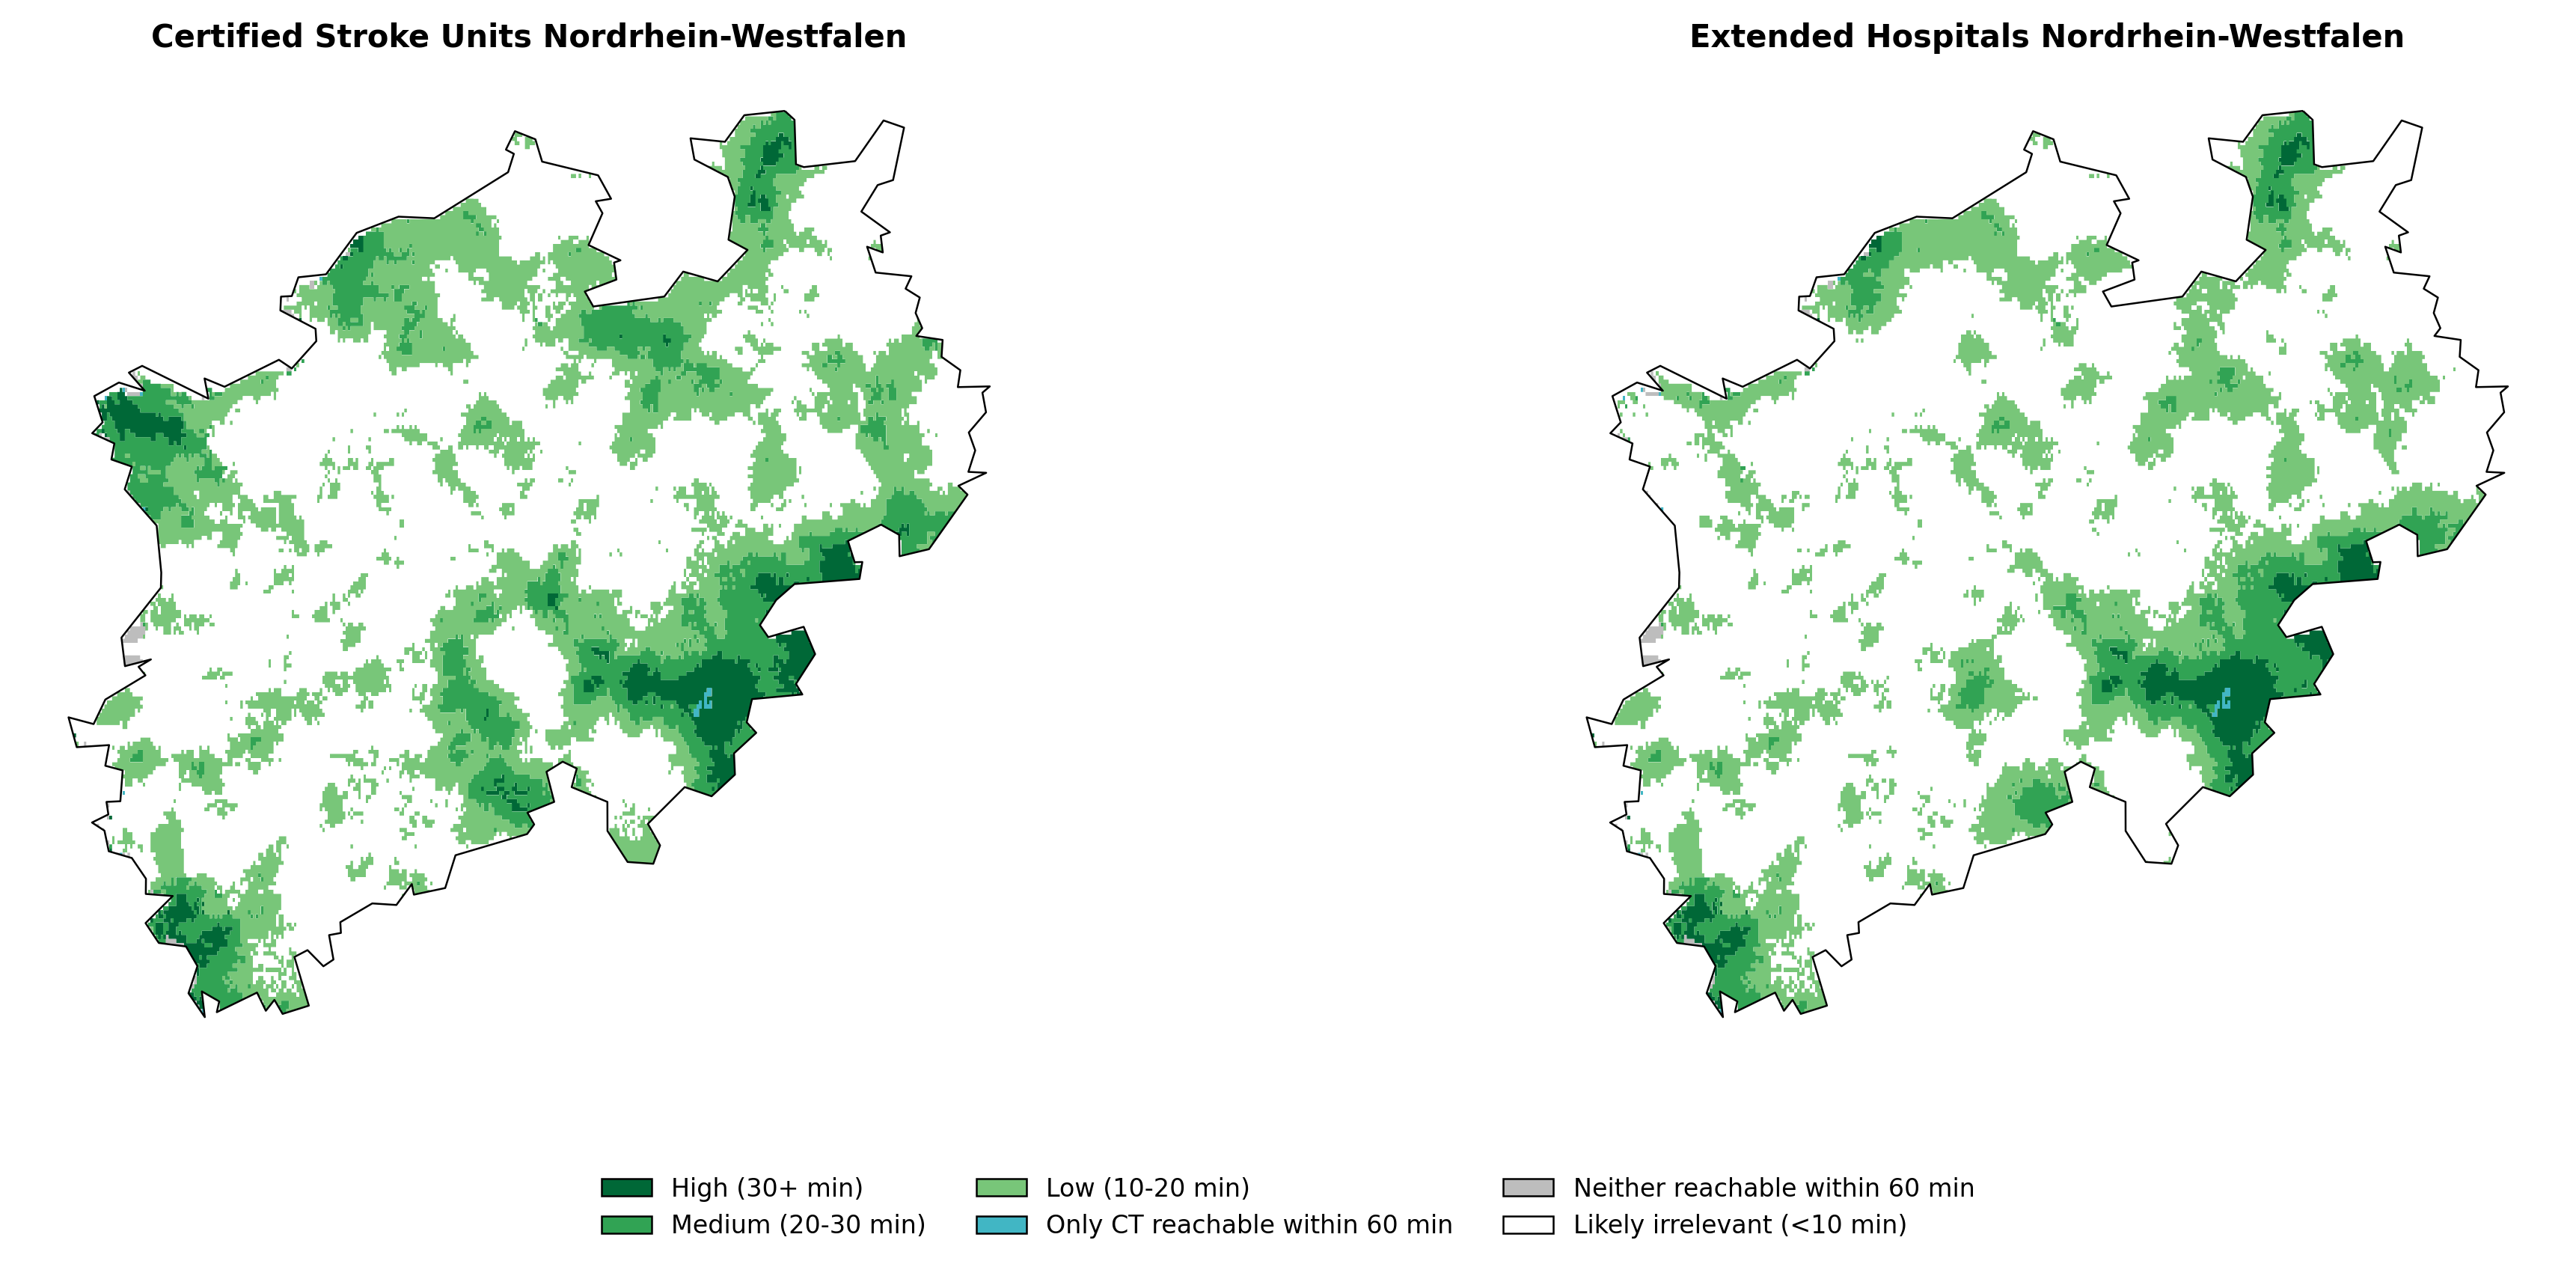 Certified Stroke Units Nordrhein-Westfalen
Extended Hospitals Nordrhein-Westfalen
High (30+ min)
Medium (20-30 min)
Low (10-20 min)
Only CT reachable within 60 min
Neither reachable within 60 min
Likely irrelevant (<10 min)